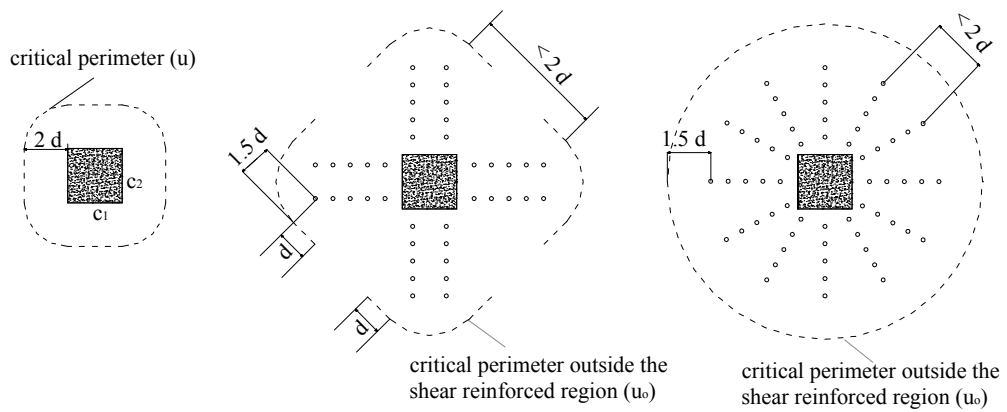 critical perimeter (u)
2 d
c₂
c₁
< 2 d
1.5 d
d
d
critical perimeter outside the
shear reinforced region (uₒ)
< 2 d
1.5 d
critical perimeter outside the
shear reinforced region (uₒ)